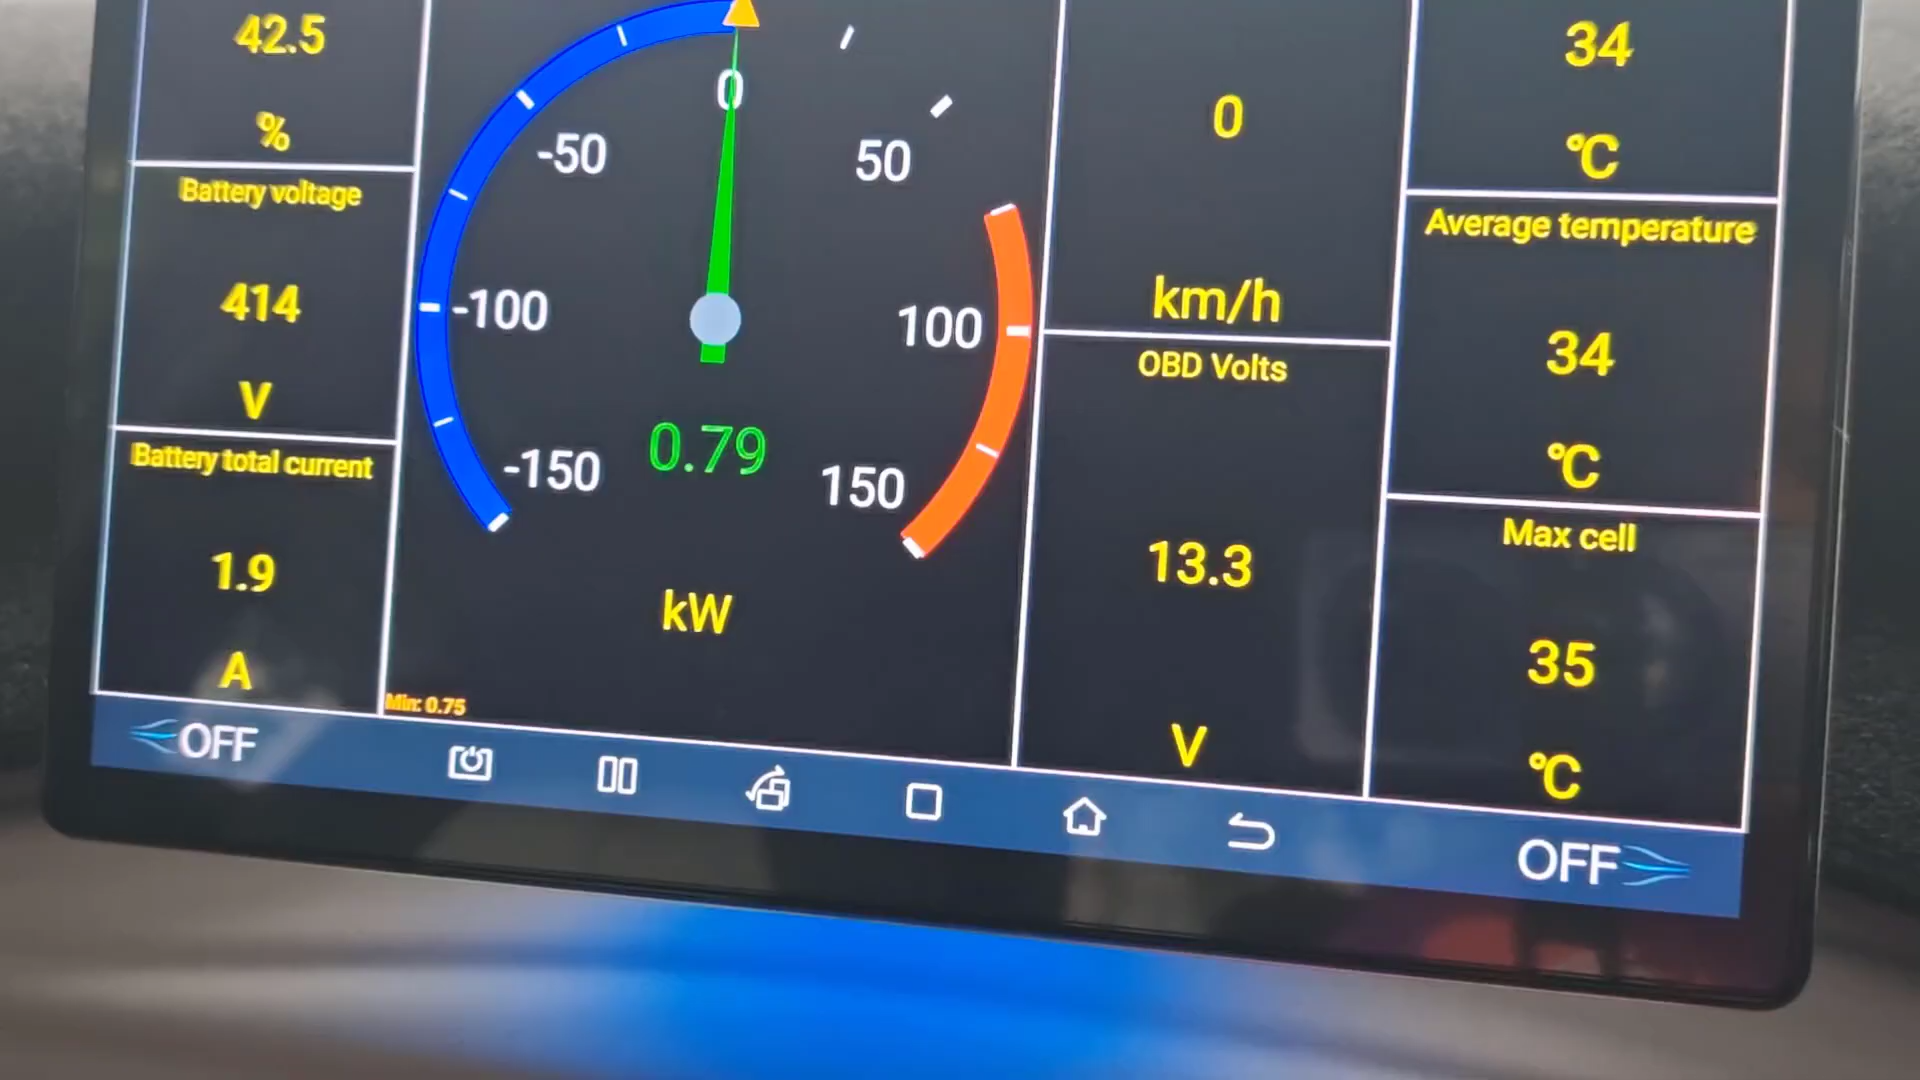 42.5
%
Battery voltage
414
V
Battery total current
1.9
A
0
-50
50
-100
100
-150
150
0.79
kW
Min: 0.75
0
km/h
OBD Volts
13.3
V
34
°C
Average temperature
34
°C
Max cell
35
°C
OFF
OFF